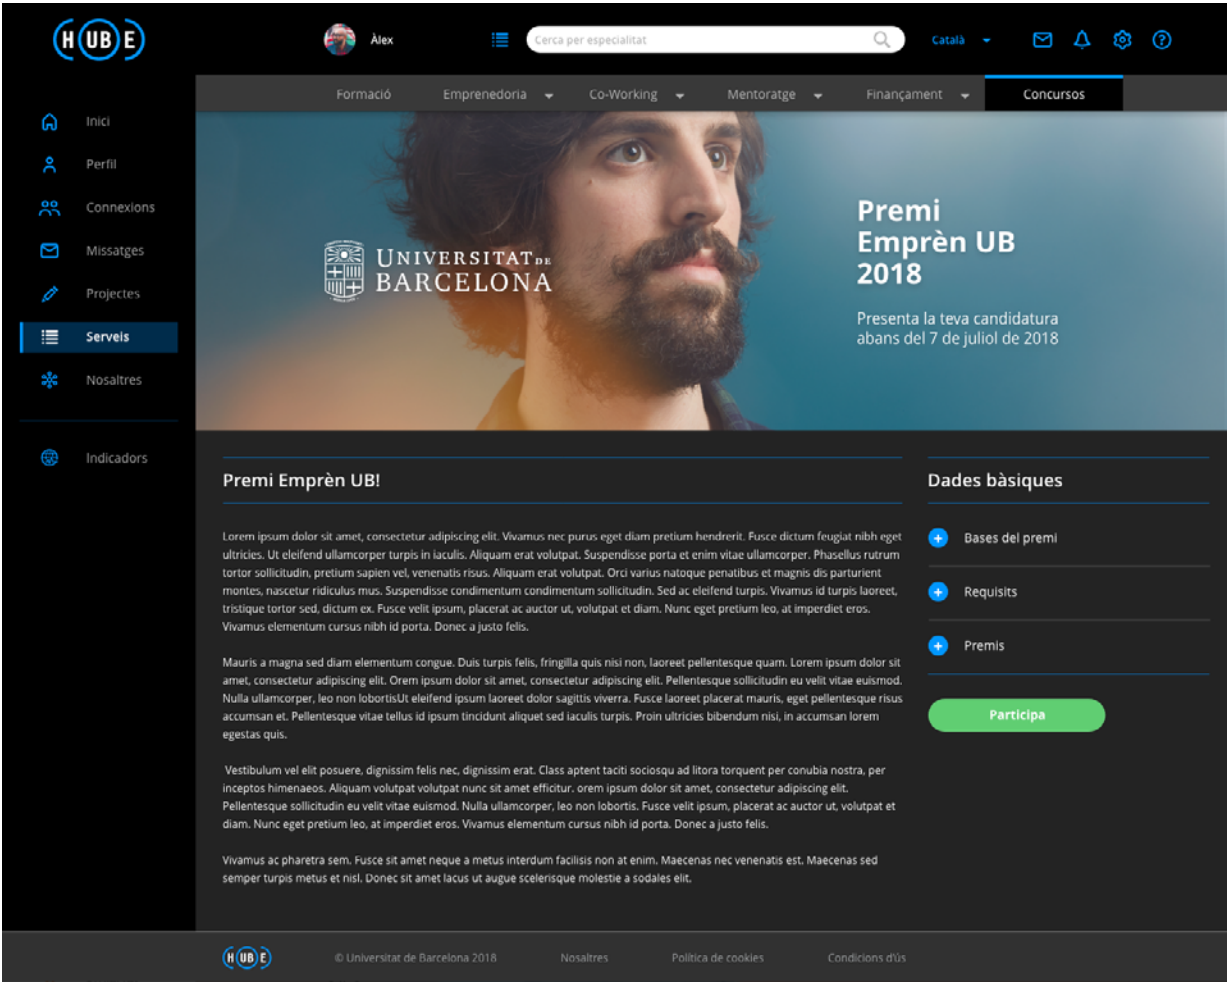 HUBE
Àlex
Cerca per especialitat
Català
Formació
Emprenedoria
Co-Working
Mentoratge
Finançament
Concursos
Inici
Perfil
Connexions
Missatges
Projectes
Serveis
Nosaltres
Indicadors
UNIVERSITAT DE
BARCELONA
Premi
Emprèn UB
2018
Presenta la teva candidatura
abans del 7 de juliol de 2018
Premi Emprèn UB!
Lorem ipsum dolor sit amet, consectetur adipiscing elit. Vivamus nec purus eget diam pretium hendrerit. Fusce dictum feugiat nibh eget
ultricies. Ut eleifend ullamcorper turpis in iaculis. Aliquam erat volutpat. Suspendisse porta et enim vitae ullamcorper. Phasellus rutrum
tortor sollicitudin, pretium sapien vel, venenatis risus. Aliquam erat volutpat. Orci varius natoque penatibus et magnis dis parturient
montes, nascetur ridiculus mus. Suspendisse condimentum condimentum sollicitudin. Sed ac eleifend turpis. Vivamus id turpis laoreet,
tristique tortor sed, dictum ex. Fusce velit ipsum, placerat ac auctor ut, volutpat et diam. Nunc eget pretium leo, at imperdiet eros.
Vivamus elementum cursus nibh id porta. Donec a justo felis.
Mauris a magna sed diam elementum congue. Duis turpis felis, fringilla quis nisi non, laoreet pellentesque quam. Lorem ipsum dolor sit
amet, consectetur adipiscing elit. Orem ipsum dolor sit amet, consectetur adipiscing elit. Pellentesque sollicitudin eu velit vitae euismod.
Nulla ullamcorper, leo non lobortisUt eleifend ipsum laoreet dolor sagittis viverra. Fusce laoreet placerat mauris, eget pellentesque risus
accumsan et. Pellentesque vitae tellus id ipsum tincidunt aliquet sed iaculis turpis. Proin ultricies bibendum nisi, in accumsan lorem
egestas quis.
Vestibulum vel elit posuere, dignissim felis nec, dignissim erat. Class aptent taciti sociosqu ad litora torquent per conubia nostra, per
inceptos himenaeos. Aliquam volutpat volutpat nunc sit amet efficitur. orem ipsum dolor sit amet, consectetur adipiscing elit.
Pellentesque sollicitudin eu velit vitae euismod. Nulla ullamcorper, leo non lobortis. Fusce velit ipsum, placerat ac auctor ut, volutpat et
diam. Nunc eget pretium leo, at imperdiet eros. Vivamus elementum cursus nibh id porta. Donec a justo felis.
Vivamus ac pharetra sem. Fusce sit amet neque a metus interdum facilisis non at enim. Maecenas nec venenatis est. Maecenas sed
semper turpis metus et nisl. Donec sit amet lacus ut augue scelerisque molestie a sodales elit.
Dades bàsiques
Bases del premi
Requisits
Premis
Participa
HUBE
© Universitat de Barcelona 2018
Nosaltres
Política de cookies
Condicions d'ús